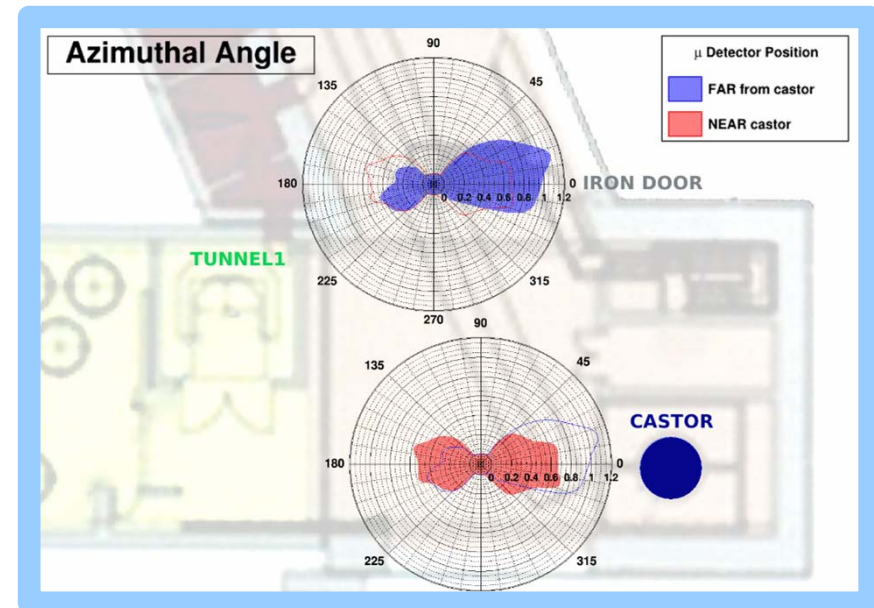 Azimuthal Angle
μ Detector Position
FAR from castor
NEAR castor
90
135
45
180
0
0 0.2 0.4 0.6 0.8 1 1.2
IRON DOOR
TUNNEL1
225
315
270
90
135
45
CASTOR
180
0
0 0.2 0.4 0.6 0.8 1 1.2
225
315